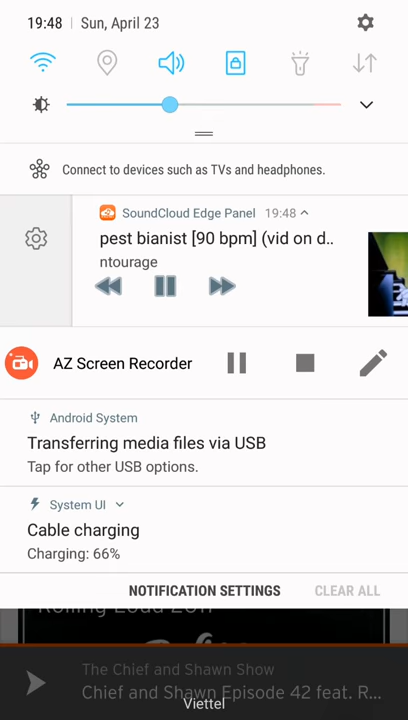 19:48 | Sun, April 23
Connect to devices such as TVs and headphones.
SoundCloud Edge Panel 19:48
pest bianist [90 bpm] (vid on d..
ntourage
AZ Screen Recorder
Android System
Transferring media files via USB
Tap for other USB options.
System UI
Cable charging
Charging: 66%
NOTIFICATION SETTINGS CLEAR ALL
Rolling Loud 2017
The Chief and Shawn Show
Chief and Shawn Episode 42 feat. R...
Viettel